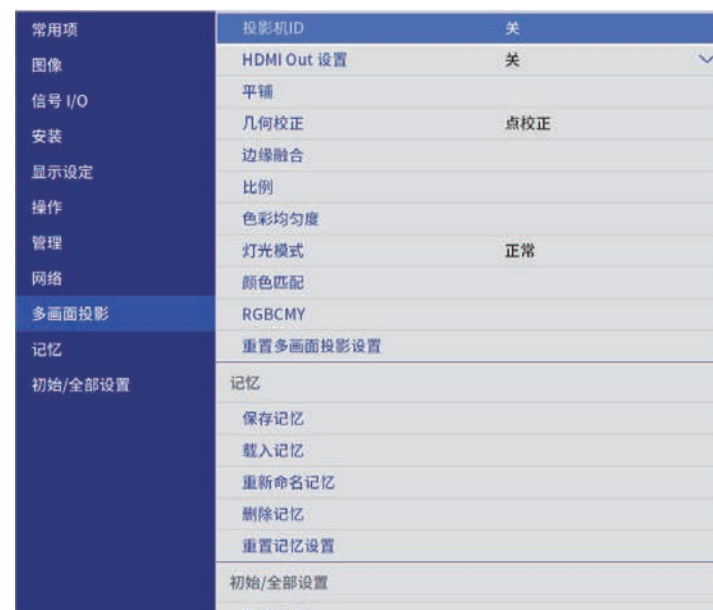 常用项
图像
信号 I/O
安装
显示设定
操作
管理
网络
多画面投影
记忆
初始/全部设置
投影机ID 关
HDMI Out 设置 关
平铺
几何校正 点校正
边缘融合
比例
色彩均匀度
灯光模式 正常
颜色匹配
RGBCMY
重置多画面投影设置
记忆
保存记忆
载入记忆
重新命名记忆
删除记忆
重置记忆设置
初始/全部设置